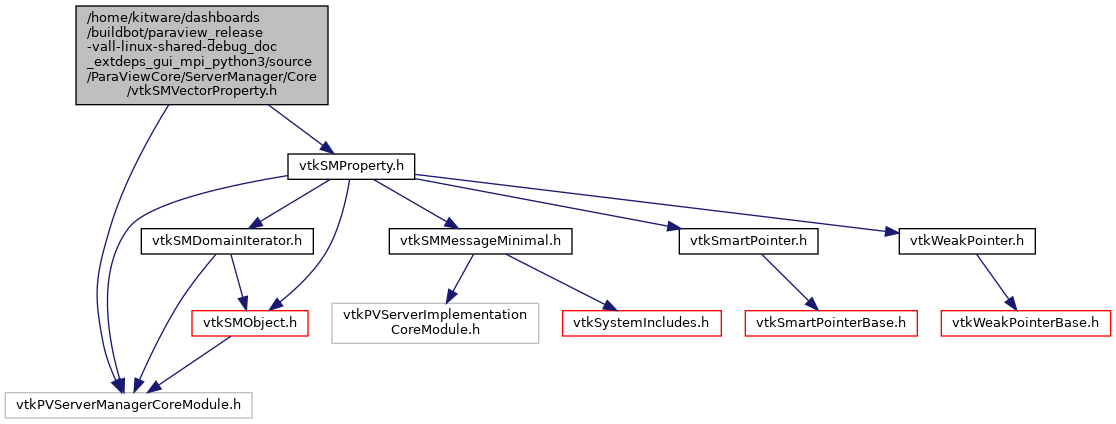 /home/kitware/dashboards
/buildbot/paraview_release
-vall-linux-shared-debug_doc
_extdeps_gui_mpi_python3/source
/ParaViewCore/ServerManager/Core
/vtkSMVectorProperty.h
vtkSMProperty.h
vtkSMDomainIterator.h
vtkSMMessageMinimal.h
vtkSmartPointer.h
vtkWeakPointer.h
vtkSMObject.h
vtkPVServerImplementation
CoreModule.h
vtkSystemIncludes.h
vtkSmartPointerBase.h
vtkWeakPointerBase.h
vtkPVServerManagerCoreModule.h